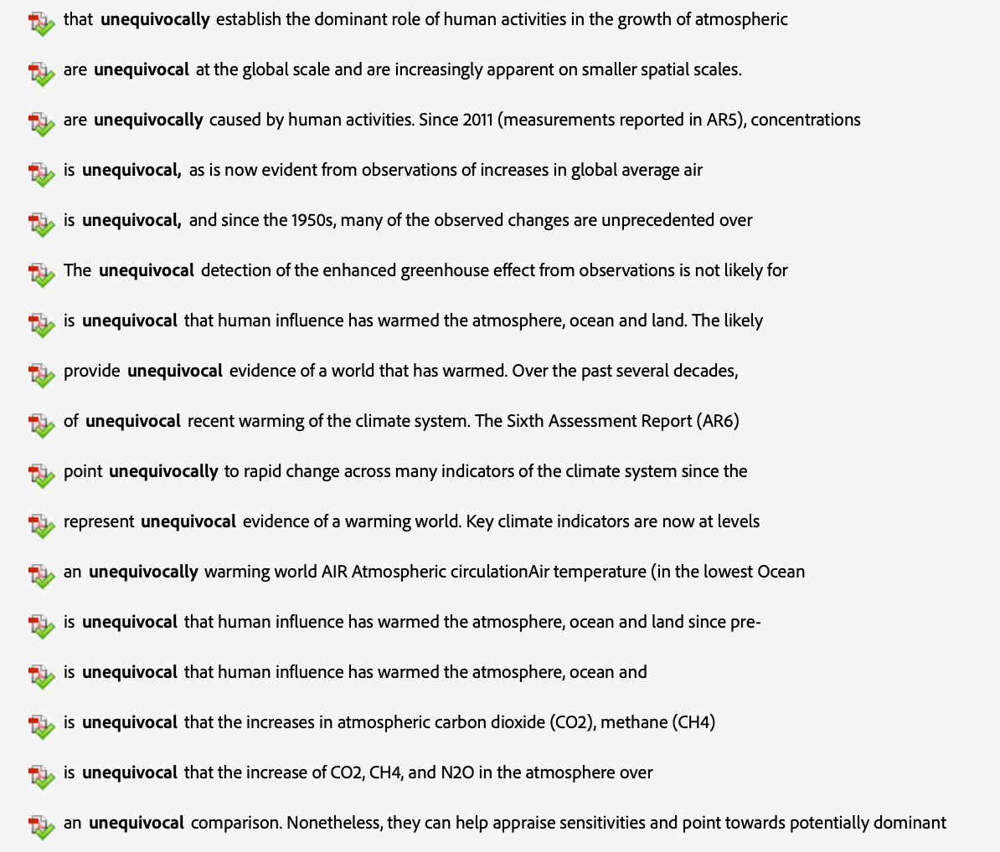 that unequivocally establish the dominant role of human activities in the growth of atmospheric
are unequivocal at the global scale and are increasingly apparent on smaller spatial scales.
are unequivocally caused by human activities. Since 2011 (measurements reported in AR5), concentrations
is unequivocal, as is now evident from observations of increases in global average air
is unequivocal, and since the 1950s, many of the observed changes are unprecedented over
The unequivocal detection of the enhanced greenhouse effect from observations is not likely for
is unequivocal that human influence has warmed the atmosphere, ocean and land. The likely
provide unequivocal evidence of a world that has warmed. Over the past several decades,
of unequivocal recent warming of the climate system. The Sixth Assessment Report (AR6)
point unequivocally to rapid change across many indicators of the climate system since the
represent unequivocal evidence of a warming world. Key climate indicators are now at levels
an unequivocally warming world AIR Atmospheric circulationAir temperature (in the lowest Ocean
is unequivocal that human influence has warmed the atmosphere, ocean and land since pre-
is unequivocal that human influence has warmed the atmosphere, ocean and
is unequivocal that the increases in atmospheric carbon dioxide (CO2), methane (CH4)
is unequivocal that the increase of CO2, CH4, and N2O in the atmosphere over
an unequivocal comparison. Nonetheless, they can help appraise sensitivities and point towards potentially dominant